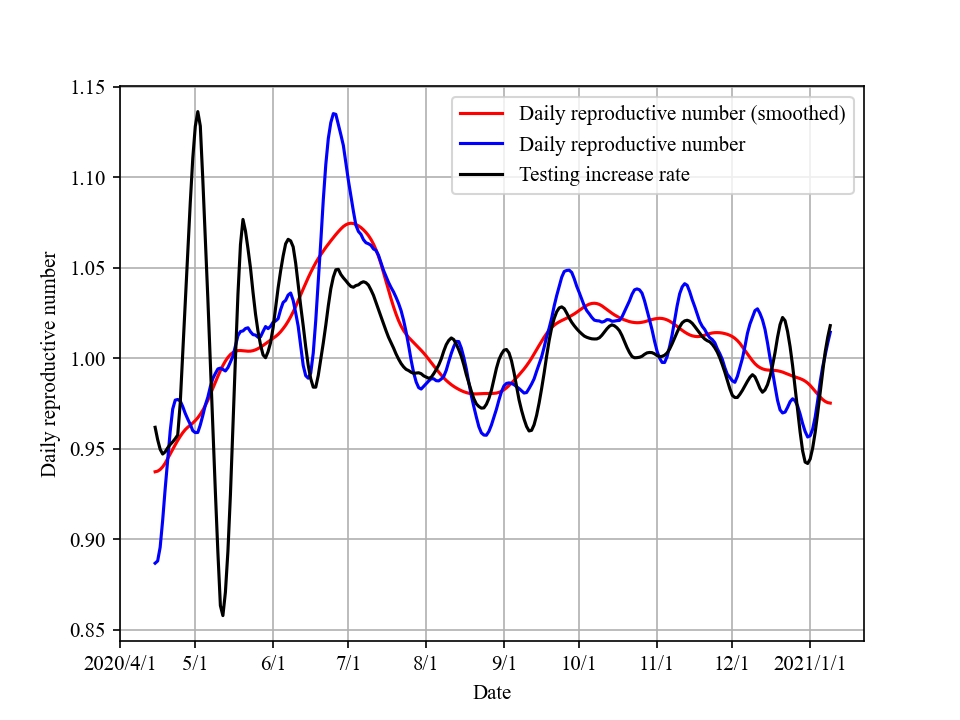 1.15
1.10
1.05
1.00
0.95
0.90
0.85
Daily reproductive number
Daily reproductive number (smoothed)
Daily reproductive number
Testing increase rate
2020/4/1 5/1 6/1 7/1 8/1 9/1 10/1 11/1 12/1 2021/1/1
Date